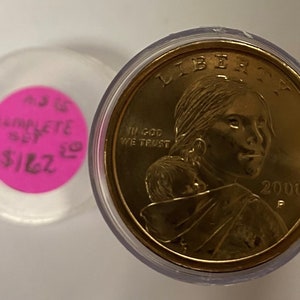 COMPLETE
SET
$162
LIBERTY
IN GOD
WE TRUST
P